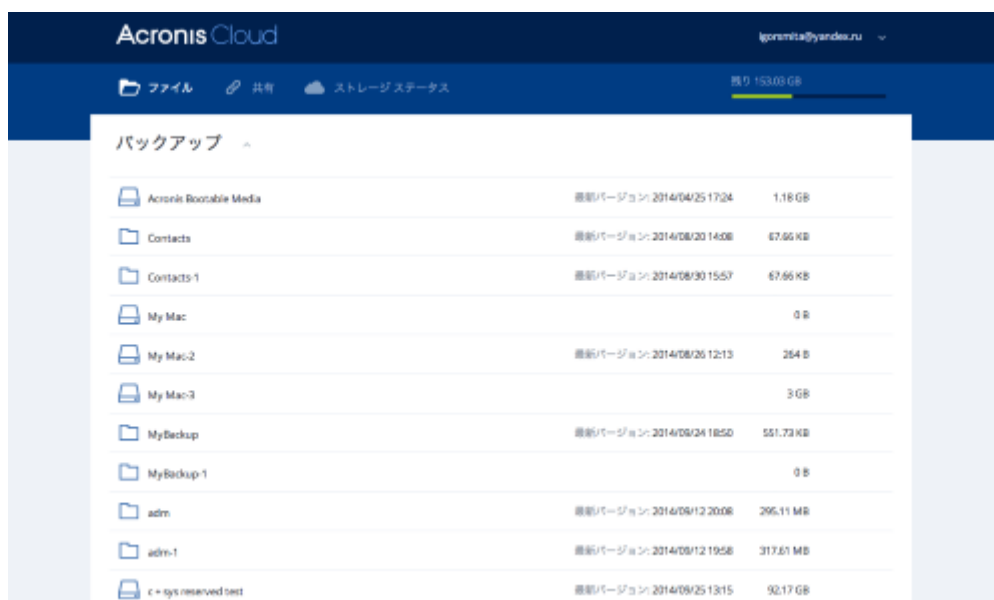 Acronis Cloud
igorsmita@yandex.ru
ファイル 共有 ストレージ ステータス
残り 153.03 GB
バックアップ
Acronis Bootable Media 最新バージョン: 2014/04/25 17:24 1.18 GB
Contacts 最新バージョン: 2014/08/20 14:08 67.66 KB
Contacts-1 最新バージョン: 2014/08/30 15:57 67.66 KB
My Mac 0 B
My Mac-2 最新バージョン: 2014/08/26 12:13 264 B
My Mac-3 3 GB
MyBackup 最新バージョン: 2014/09/24 18:50 551.73 KB
MyBackup-1 0 B
adm 最新バージョン: 2014/09/12 20:08 295.11 MB
adm-1 最新バージョン: 2014/09/12 19:58 317.61 MB
c + sys reserved test 最新バージョン: 2014/09/25 13:15 92.17 GB